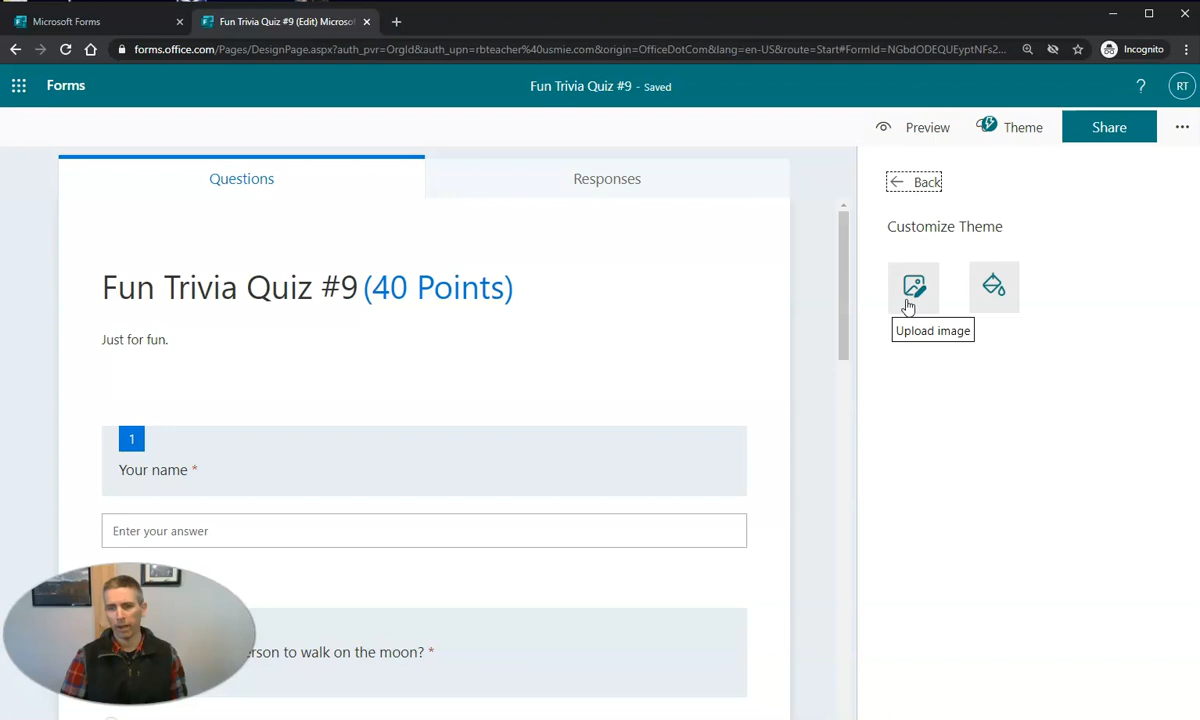 Microsoft Forms
Fun Trivia Quiz #9 (Edit) Microsof
forms.office.com/Pages/DesignPage.aspx?auth_pvr=OrgId&auth_upn=rbteacher%40usmie.com&origin=OfficeDotCom&lang=en-US&route=Start#FormId=NGbdODEQUEyptNFs2...
Incognito
Forms
Fun Trivia Quiz #9 - Saved
?
RT
Preview
Theme
Share
Questions
Responses
Back
Customize Theme
Upload image
Fun Trivia Quiz #9 (40 Points)
Just for fun.
1
Your name *
Enter your answer
erson to walk on the moon? *